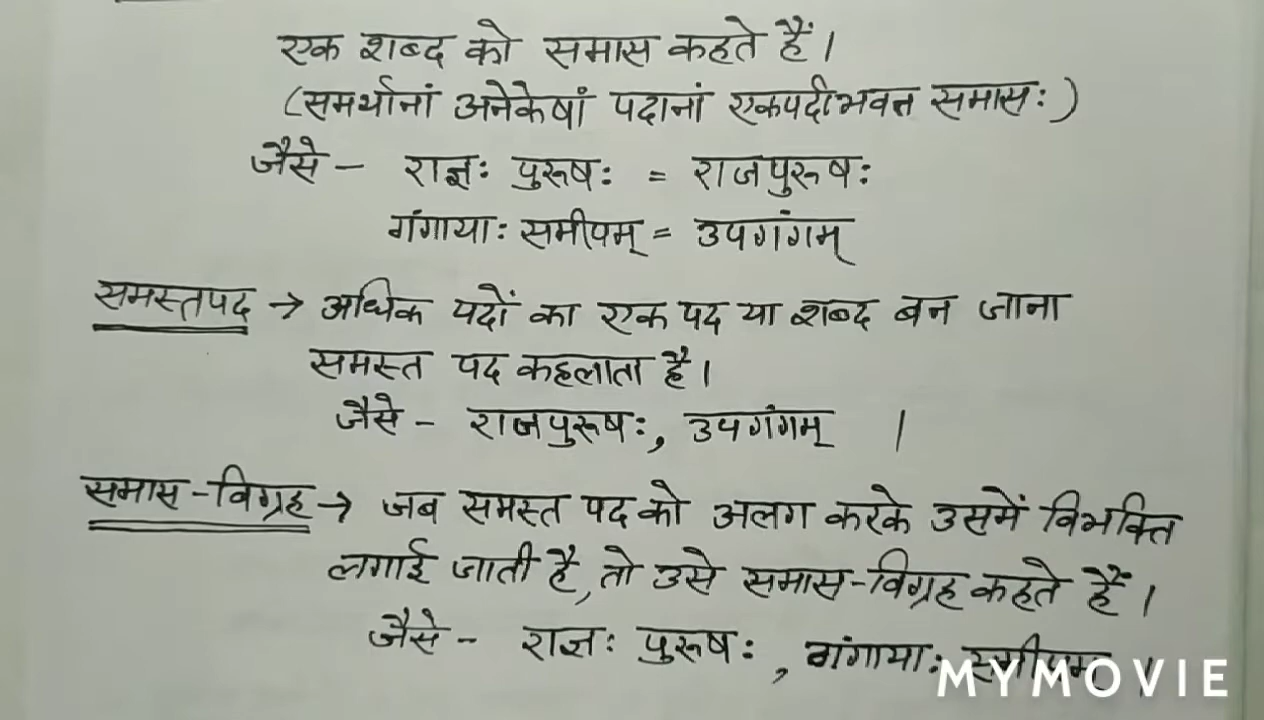 एक शब्द को समास कहते हैं।
(समर्थानां अनेकेषां पदानां एकपदीभवन समासः)
जैसे - राज्ञः पुरुषः = राजपुरुषः
गंगायाः समीपम् = उपगंगम्
समस्तपद → अधिक पदों का एक पद या शब्द बन जाना
समस्त पद कहलाता है।
जैसे - राजपुरुषः, उपगंगम् ।
समास-विग्रह → जब समस्त पद को अलग करके उसमें विभक्ति
लगाई जाती है, तो उसे समास-विग्रह कहते हैं।
जैसे - राज्ञः पुरुषः, गंगायाः समीपम् ।
MYMOVIE